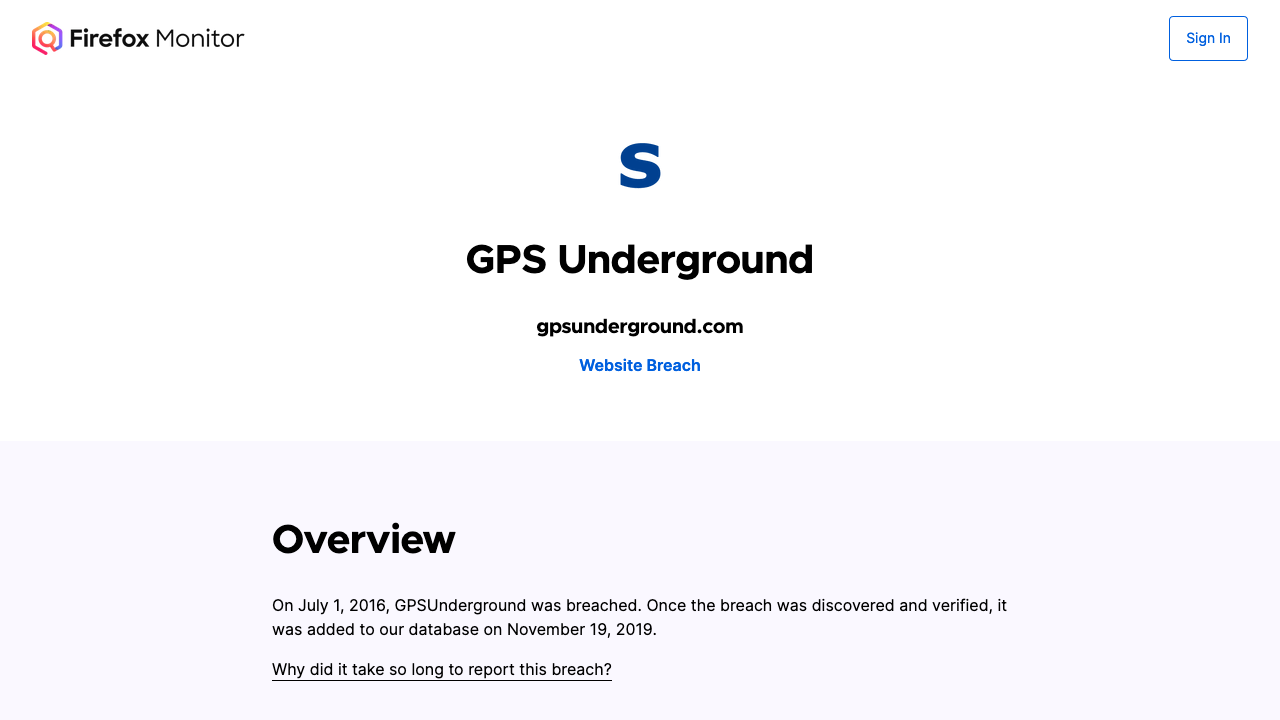 Firefox Monitor
Sign In
S
GPS Underground
gpsunderground.com
Website Breach
Overview
On July 1, 2016, GPSUnderground was breached. Once the breach was discovered and verified, it
was added to our database on November 19, 2019.
Why did it take so long to report this breach?